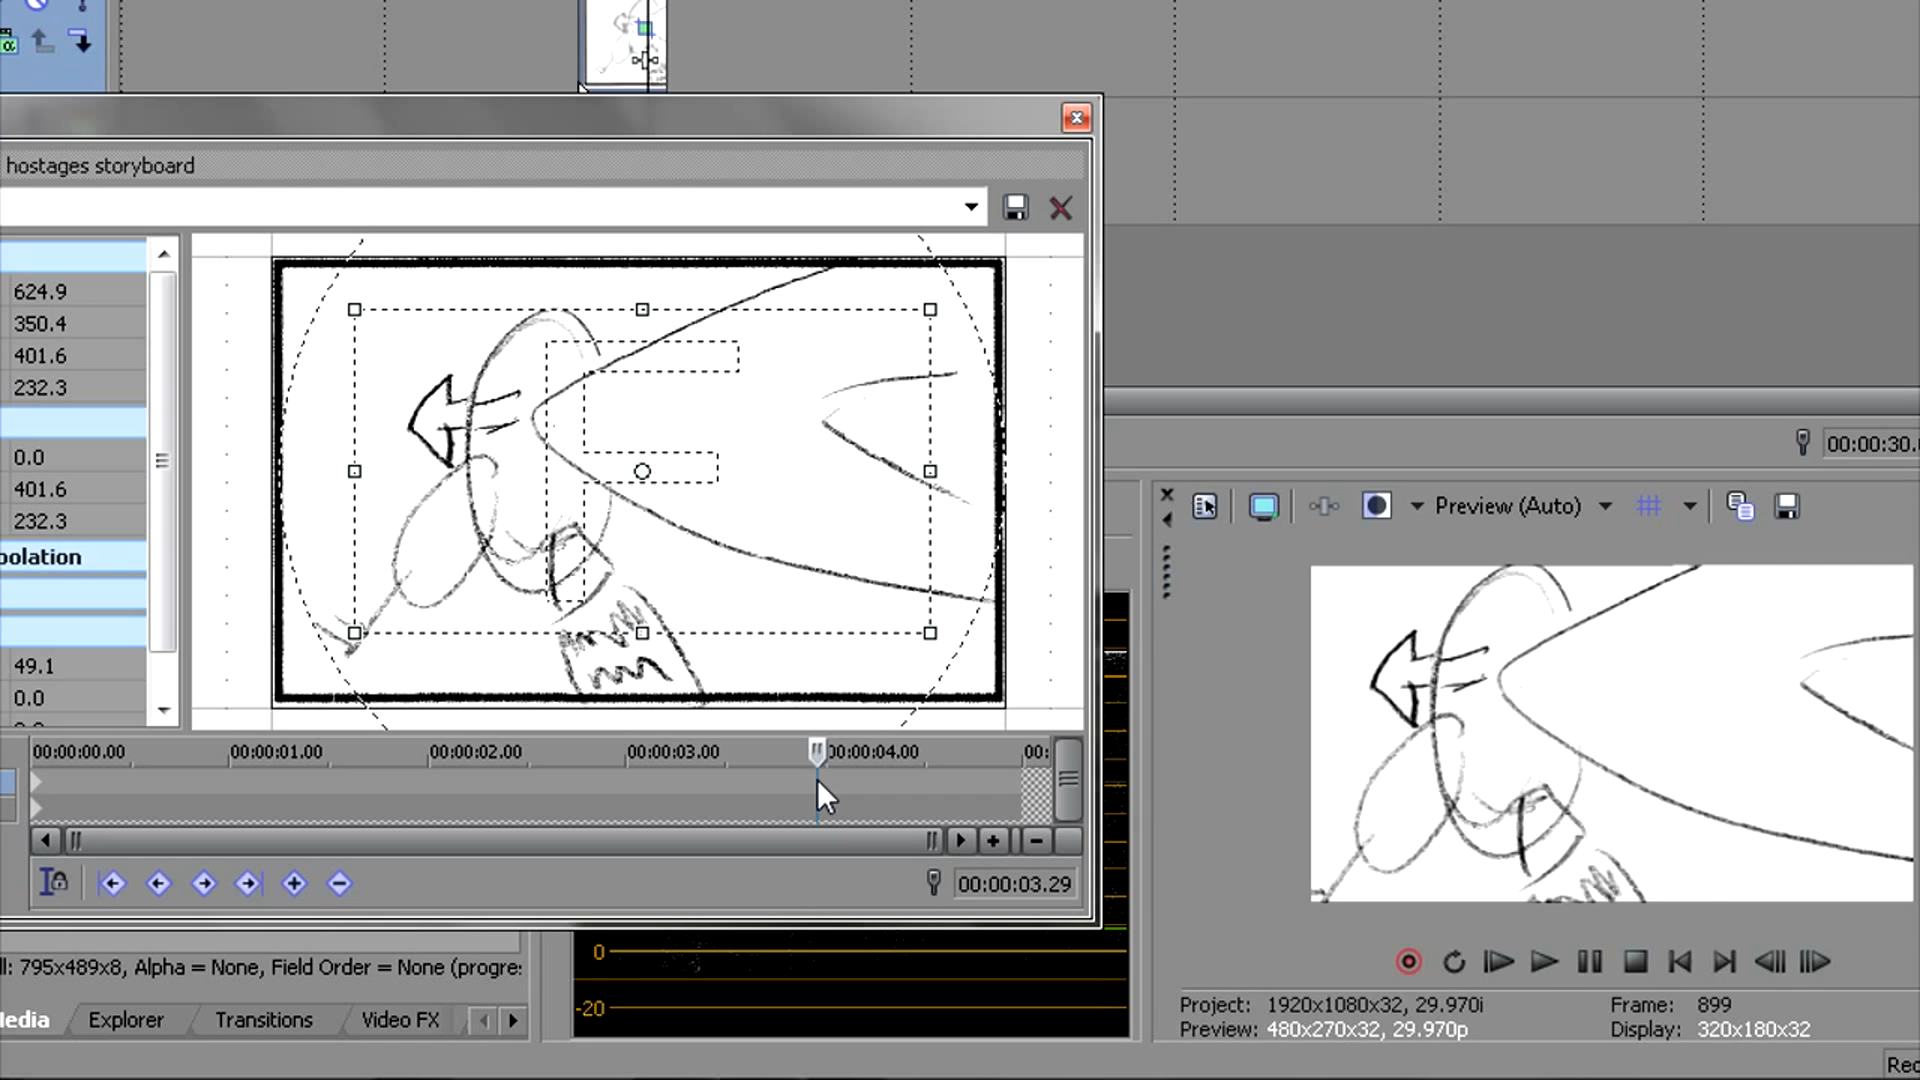 hostages storyboard
624.9
350.4
401.6
232.3
0.0
401.6
232.3
polation
49.1
0.0
00:00:00.00 00:00:01.00 00:00:02.00 00:00:03.00 00:00:04.00 00:
00:00:03.29
00:00:30.
Preview (Auto)
ll: 795x489x8, Alpha = None, Field Order = None (progre:
0
-20
Media Explorer Transitions Video FX
Project: 1920x1080x32, 29.970i Frame: 899
Preview: 480x270x32, 29.970p Display: 320x180x32
Rec